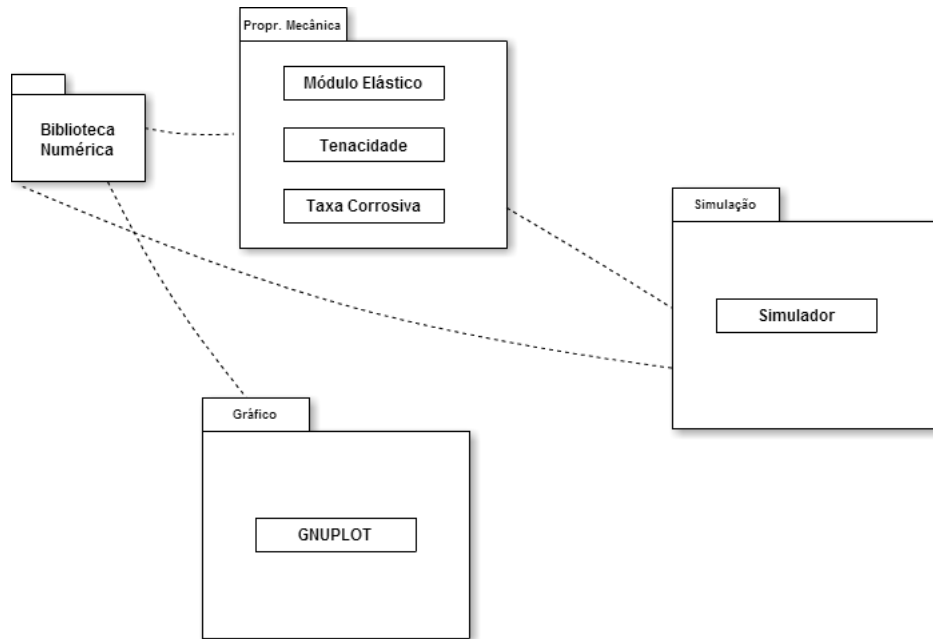 Propr. Mecânica
Módulo Elástico
Tenacidade
Taxa Corrosiva
Biblioteca
Numérica
Simulação
Simulador
Gráfico
GNUPLOT